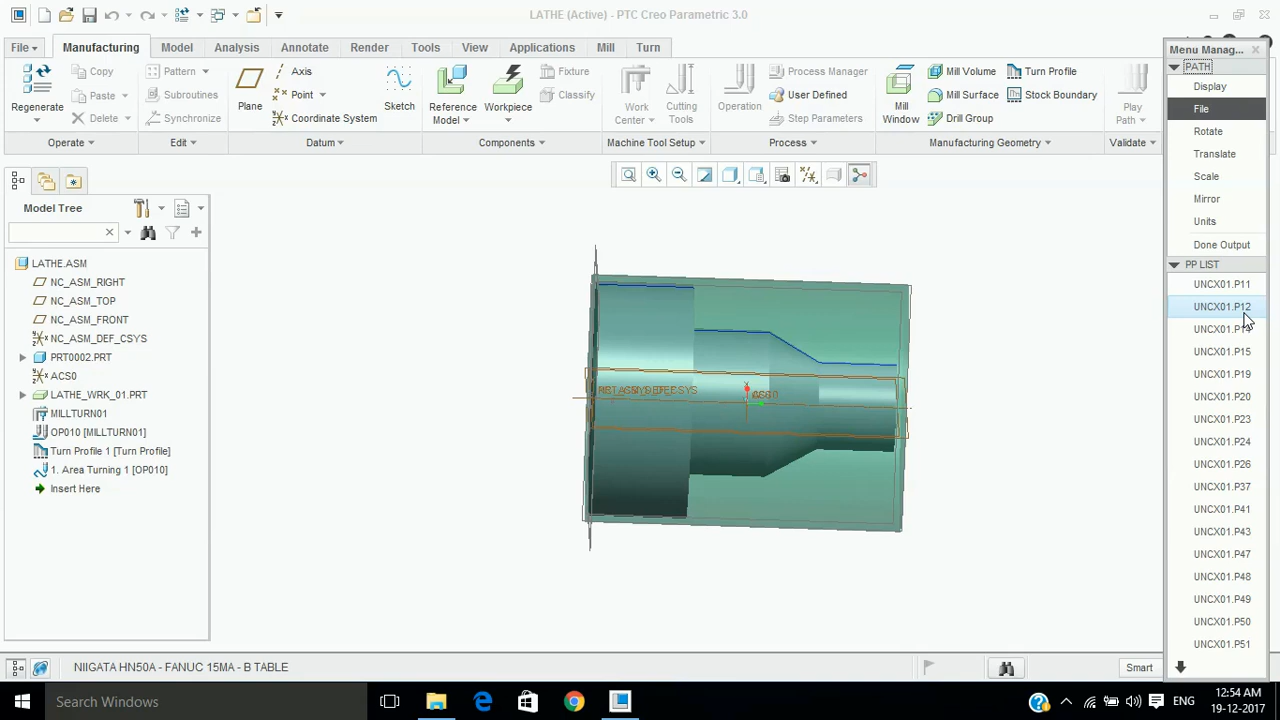 LATHE (Active) - PTC Creo Parametric 3.0
File Manufacturing Model Analysis Annotate Render Tools View Applications Mill Turn
Regenerate
Copy
Paste
Delete
Pattern
Subroutines
Synchronize
Plane
Axis
Point
Coordinate System
Sketch
Reference Model
Workpiece
Fixture
Classify
Work Center
Cutting Tools
Operation
Process Manager
User Defined
Step Parameters
Mill Window
Mill Volume
Mill Surface
Drill Group
Turn Profile
Stock Boundary
Play Path
Operate Edit Datum Components Machine Tool Setup Process Manufacturing Geometry Validate
Model Tree
LATHE.ASM
NC_ASM_RIGHT
NC_ASM_TOP
NC_ASM_FRONT
NC_ASM_DEF_CSYS
PRT0002.PRT
ACS0
LATHE_WRK_01.PRT
MILLTURN01
OP010 [MILLTURN01]
Turn Profile 1 [Turn Profile]
1. Area Turning 1 [OP010]
Insert Here
Menu Manag...
PATH
Display
File
Rotate
Translate
Scale
Mirror
Units
Done Output
PP LIST
UNCX01.P11
UNCX01.P12
UNCX01.P15
UNCX01.P19
UNCX01.P20
UNCX01.P23
UNCX01.P24
UNCX01.P26
UNCX01.P37
UNCX01.P41
UNCX01.P43
UNCX01.P47
UNCX01.P48
UNCX01.P49
UNCX01.P50
UNCX01.P51
NIIGATA HN50A - FANUC 15MA - B TABLE
Smart
Search Windows
ENG
12:54 AM
19-12-2017